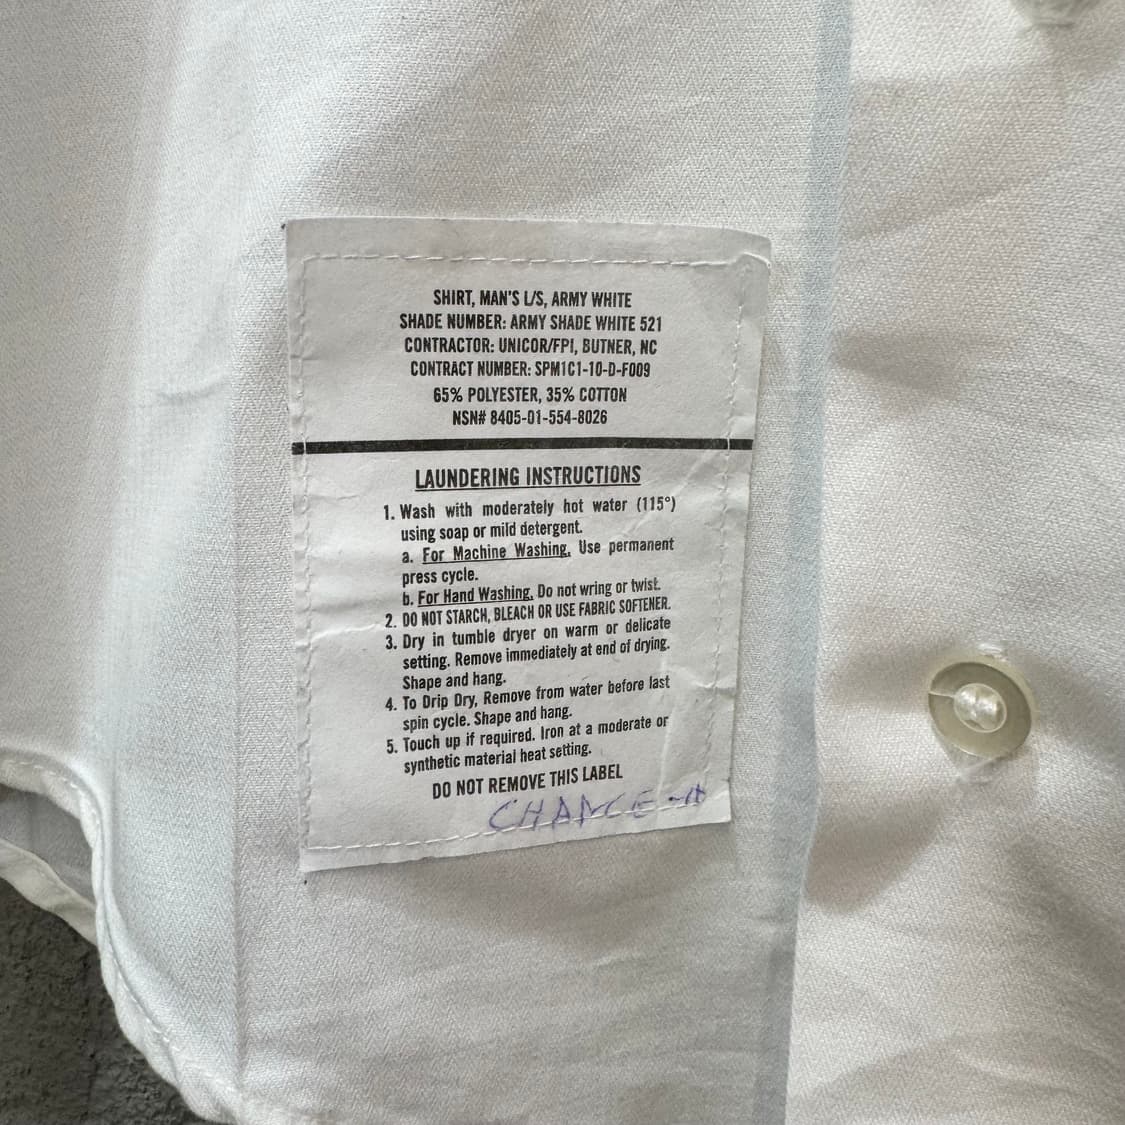 SHIRT, MAN'S L/S, ARMY WHITE
SHADE NUMBER: ARMY SHADE WHITE 521
CONTRACTOR: UNICOR/FPI, BUTNER, NC
CONTRACT NUMBER: SPM1C1-10-D-F009
65% POLYESTER, 35% COTTON
NSN# 8405-01-554-8026
LAUNDERING INSTRUCTIONS
1. Wash with moderately hot water (115°)
using soap or mild detergent.
a. For Machine Washing. Use permanent
press cycle.
b. For Hand Washing. Do not wring or twist.
2. DO NOT STARCH, BLEACH OR USE FABRIC SOFTENER.
3. Dry in tumble dryer on warm or delicate
setting. Remove immediately at end of drying.
Shape and hang.
4. To Drip Dry, Remove from water before last
spin cycle. Shape and hang.
5. Touch up if required. Iron at a moderate or
synthetic material heat setting.
DO NOT REMOVE THIS LABEL